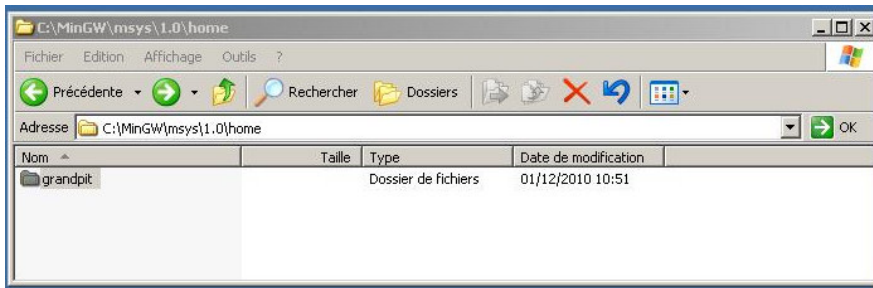 C:\MinGW\msys\1.0\home
Fichier Edition Affichage Outils ?
Précédente Rechercher Dossiers
Adresse C:\MinGW\msys\1.0\home OK
Nom Taille Type Date de modification
grandpit Dossier de fichiers 01/12/2010 10:51